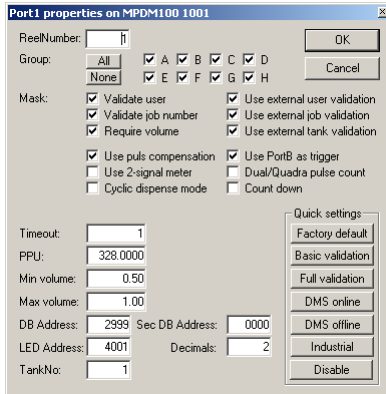 Port1 properties on MPDM100 1001
ReelNumber: 1 OK
Group: All A B C D Cancel
None E F G H
Mask: Validate user Use external user validation
Validate job number Use external job validation
Require volume Use external tank validation
Use puls compensation Use PortB as trigger
Use 2-signal meter Dual/Quadra pulse count
Cyclic dispense mode Count down
Quick settings
Timeout: 1 Factory default
PPU: 328.0000 Basic validation
Min volume: 0.50 Full validation
Max volume: 1.00 DMS online
DB Address: 2999 Sec DB Address: 0000 DMS offline
LED Address: 4001 Decimals: 2 Industrial
TankNo: 1 Disable